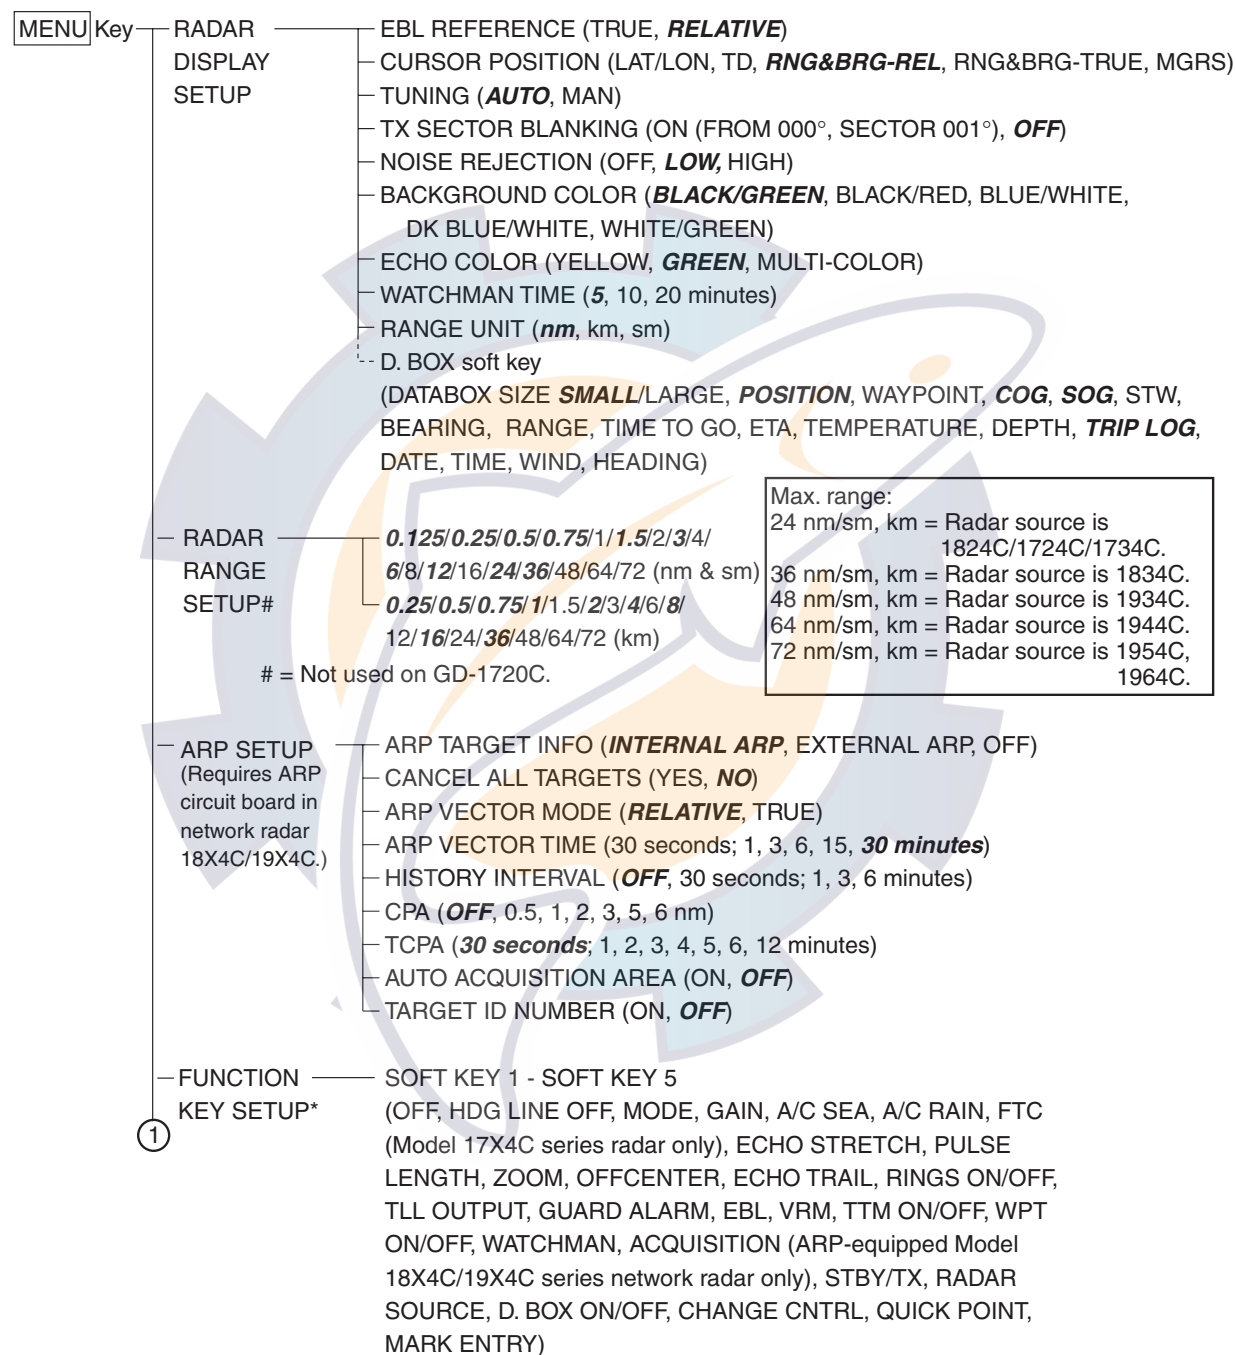 MENU Key
RADAR
DISPLAY
SETUP
EBL REFERENCE (TRUE, RELATIVE)
CURSOR POSITION (LAT/LON, TD, RNG&BRG-REL, RNG&BRG-TRUE, MGRS)
TUNING (AUTO, MAN)
TX SECTOR BLANKING (ON (FROM 000°, SECTOR 001°), OFF)
NOISE REJECTION (OFF, LOW, HIGH)
BACKGROUND COLOR (BLACK/GREEN, BLACK/RED, BLUE/WHITE,
DK BLUE/WHITE, WHITE/GREEN)
ECHO COLOR (YELLOW, GREEN, MULTI-COLOR)
WATCHMAN TIME (5, 10, 20 minutes)
RANGE UNIT (nm, km, sm)
D. BOX soft key
(DATABOX SIZE SMALL/LARGE, POSITION, WAYPOINT, COG, SOG, STW,
BEARING, RANGE, TIME TO GO, ETA, TEMPERATURE, DEPTH, TRIP LOG,
DATE, TIME, WIND, HEADING)
RADAR
RANGE
SETUP#
0.125/0.25/0.5/0.75/1/1.5/2/3/4/
6/8/12/16/24/36/48/64/72 (nm & sm)
0.25/0.5/0.75/1/1.5/2/3/4/6/8/
12/16/24/36/48/64/72 (km)
# = Not used on GD-1720C.
Max. range:
24 nm/sm, km = Radar source is
1824C/1724C/1734C.
36 nm/sm, km = Radar source is 1834C.
48 nm/sm, km = Radar source is 1934C.
64 nm/sm, km = Radar source is 1944C.
72 nm/sm, km = Radar source is 1954C,
1964C.
ARP SETUP
(Requires ARP
circuit board in
network radar
18X4C/19X4C.)
ARP TARGET INFO (INTERNAL ARP, EXTERNAL ARP, OFF)
CANCEL ALL TARGETS (YES, NO)
ARP VECTOR MODE (RELATIVE, TRUE)
ARP VECTOR TIME (30 seconds; 1, 3, 6, 15, 30 minutes)
HISTORY INTERVAL (OFF, 30 seconds; 1, 3, 6 minutes)
CPA (OFF, 0.5, 1, 2, 3, 5, 6 nm)
TCPA (30 seconds; 1, 2, 3, 4, 5, 6, 12 minutes)
AUTO ACQUISITION AREA (ON, OFF)
TARGET ID NUMBER (ON, OFF)
FUNCTION
KEY SETUP*
1
SOFT KEY 1 - SOFT KEY 5
(OFF, HDG LINE OFF, MODE, GAIN, A/C SEA, A/C RAIN, FTC
(Model 17X4C series radar only), ECHO STRETCH, PULSE
LENGTH, ZOOM, OFFCENTER, ECHO TRAIL, RINGS ON/OFF,
TLL OUTPUT, GUARD ALARM, EBL, VRM, TTM ON/OFF, WPT
ON/OFF, WATCHMAN, ACQUISITION (ARP-equipped Model
18X4C/19X4C series network radar only), STBY/TX, RADAR
SOURCE, D. BOX ON/OFF, CHANGE CNTRL, QUICK POINT,
MARK ENTRY)